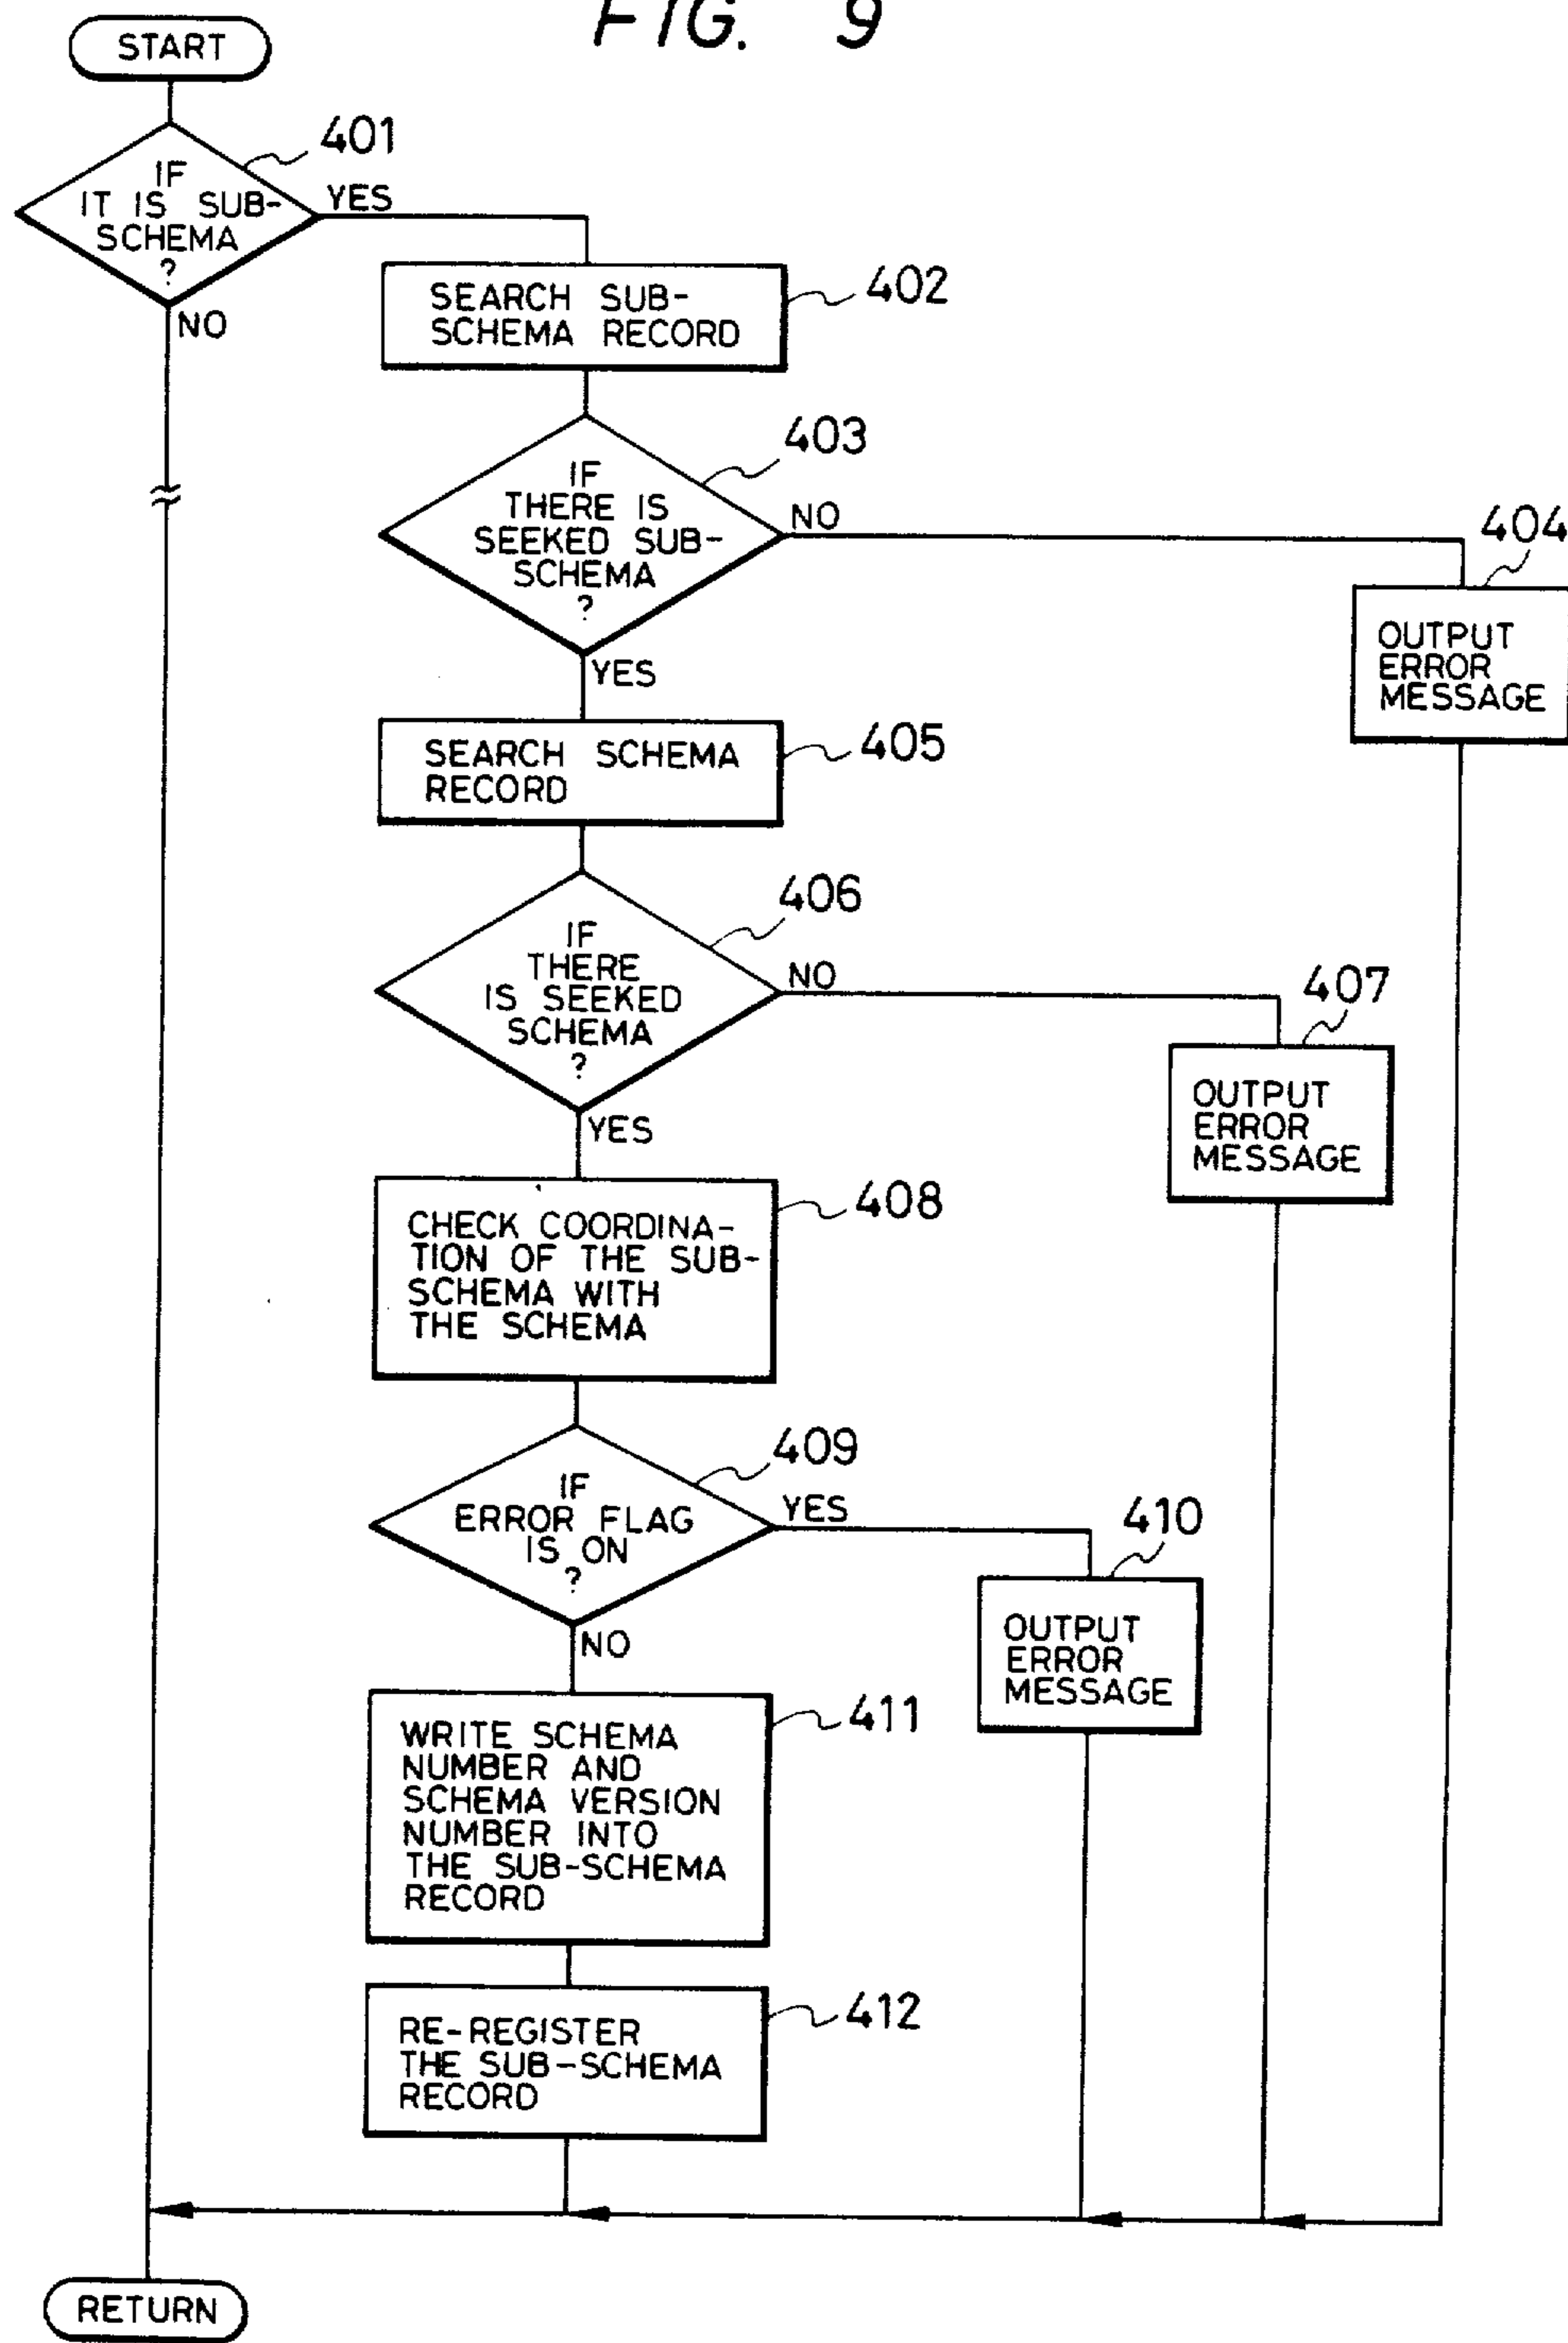 FIG. 9
START
401
IF
IT IS SUB-
SCHEMA
?
YES
NO
402
SEARCH SUB-
SCHEMA RECORD
403
IF
THERE IS
SEEKED SUB-
SCHEMA
?
NO
YES
404
OUTPUT
ERROR
MESSAGE
405
SEARCH SCHEMA
RECORD
406
IF
THERE
IS SEEKED
SCHEMA
?
NO
YES
407
OUTPUT
ERROR
MESSAGE
408
CHECK COORDINA-
TION OF THE SUB-
SCHEMA WITH
THE SCHEMA
409
IF
ERROR FLAG
IS ON
?
YES
NO
410
OUTPUT
ERROR
MESSAGE
411
WRITE SCHEMA
NUMBER AND
SCHEMA VERSION
NUMBER INTO
THE SUB-SCHEMA
RECORD
412
RE-REGISTER
THE SUB-SCHEMA
RECORD
RETURN